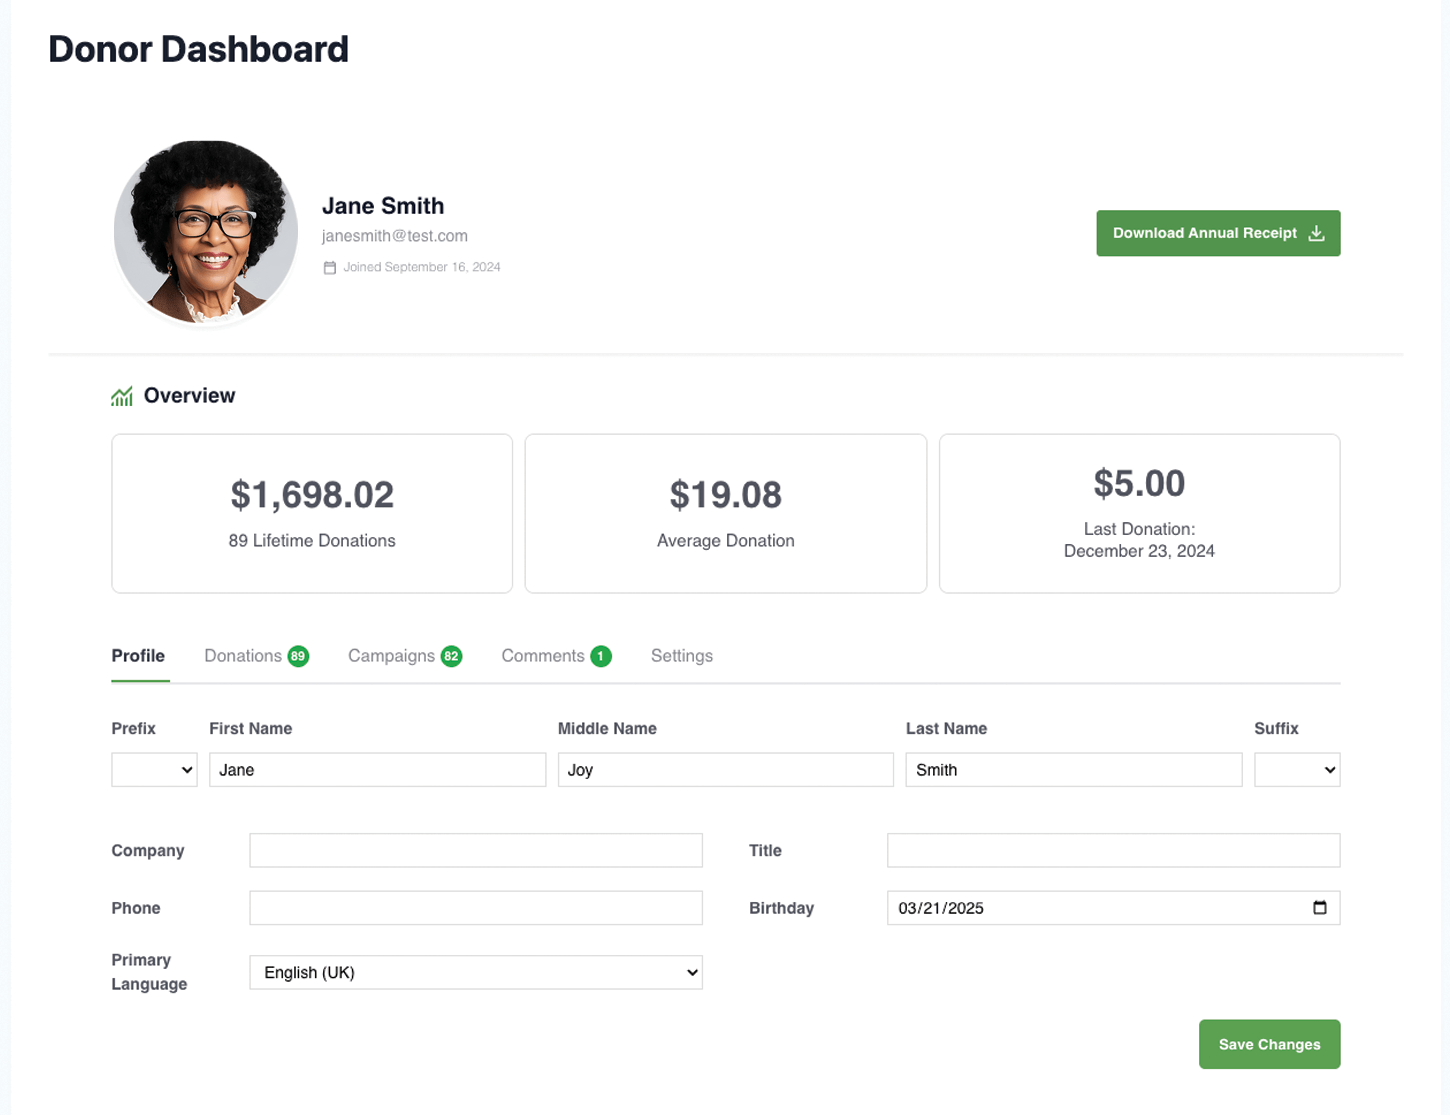 Donor Dashboard
Jane Smith
janesmith@test.com
Joined September 16, 2024
Download Annual Receipt
Overview
$1,698.02
89 Lifetime Donations
$19.08
Average Donation
$5.00
Last Donation:
December 23, 2024
Profile
Donations 89
Campaigns 82
Comments 1
Settings
Prefix
First Name
Middle Name
Last Name
Suffix
Jane
Joy
Smith
Company
Title
Phone
Birthday
03/21/2025
Primary
Language
English (UK)
Save Changes